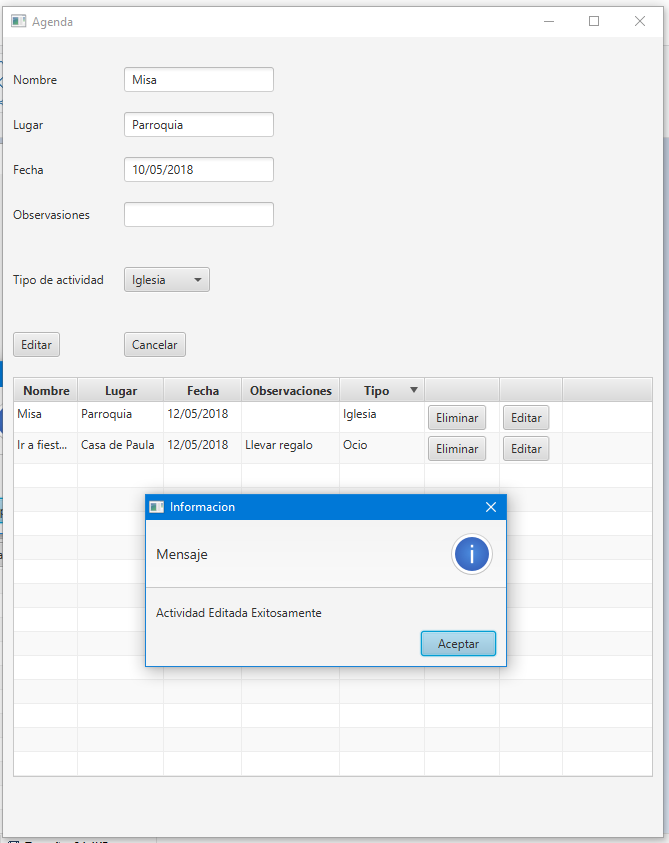 Agenda
Nombre Misa
Lugar Parroquia
Fecha 10/05/2018
Observasiones
Tipo de actividad Iglesia
Editar Cancelar
Nombre Lugar Fecha Observaciones Tipo
Misa Parroquia 12/05/2018 Iglesia Eliminar Editar
Ir a fiest... Casa de Paula 12/05/2018 Llevar regalo Ocio Eliminar Editar
Informacion
Mensaje
Actividad Editada Exitosamente
Aceptar